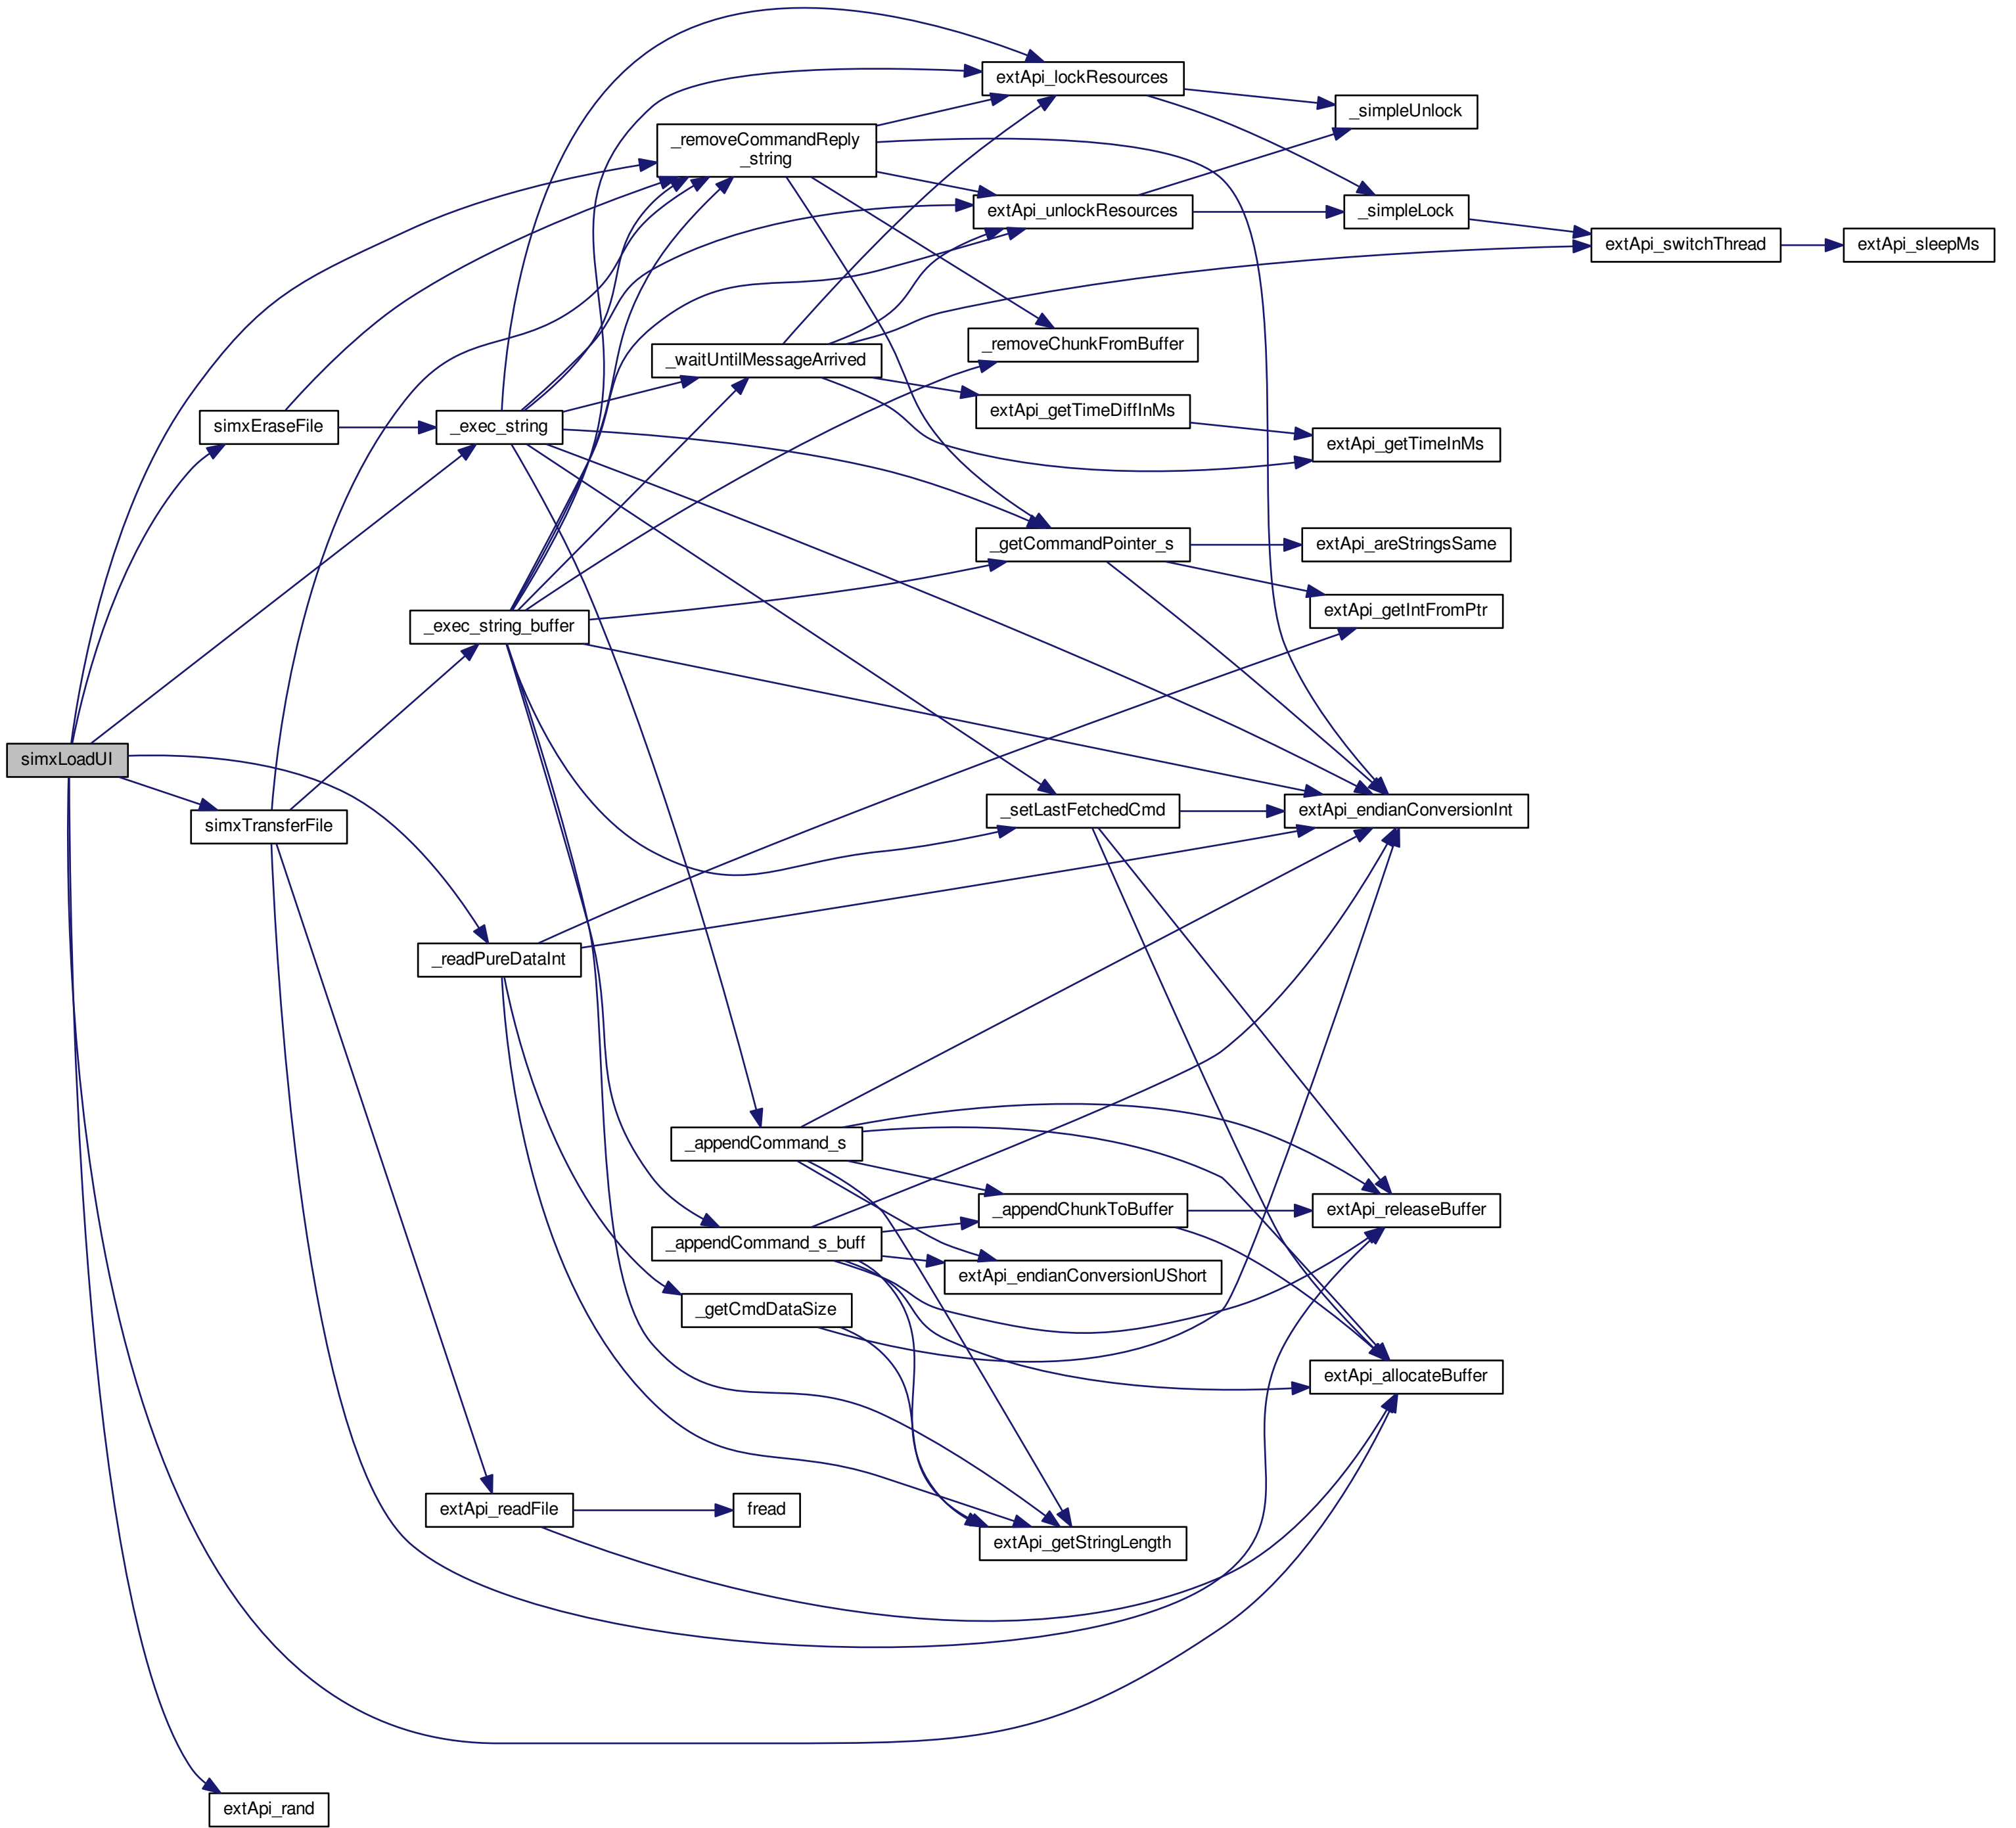 extApi_lockResources
_simpleUnlock
_removeCommandReply
_string
extApi_unlockResources
_simpleLock
extApi_switchThread
extApi_sleepMs
_removeChunkFromBuffer
_waitUntilMessageArrived
extApi_getTimeDiffInMs
simxEraseFile
_exec_string
extApi_getTimeInMs
_getCommandPointer_s
extApi_areStringsSame
_exec_string_buffer
extApi_getIntFromPtr
simxLoadUI
simxTransferFile
_setLastFetchedCmd
extApi_endianConversionInt
_readPureDataInt
_appendCommand_s
_appendChunkToBuffer
extApi_releaseBuffer
_appendCommand_s_buff
extApi_endianConversionUShort
_getCmdDataSize
extApi_allocateBuffer
extApi_readFile
fread
extApi_getStringLength
extApi_rand